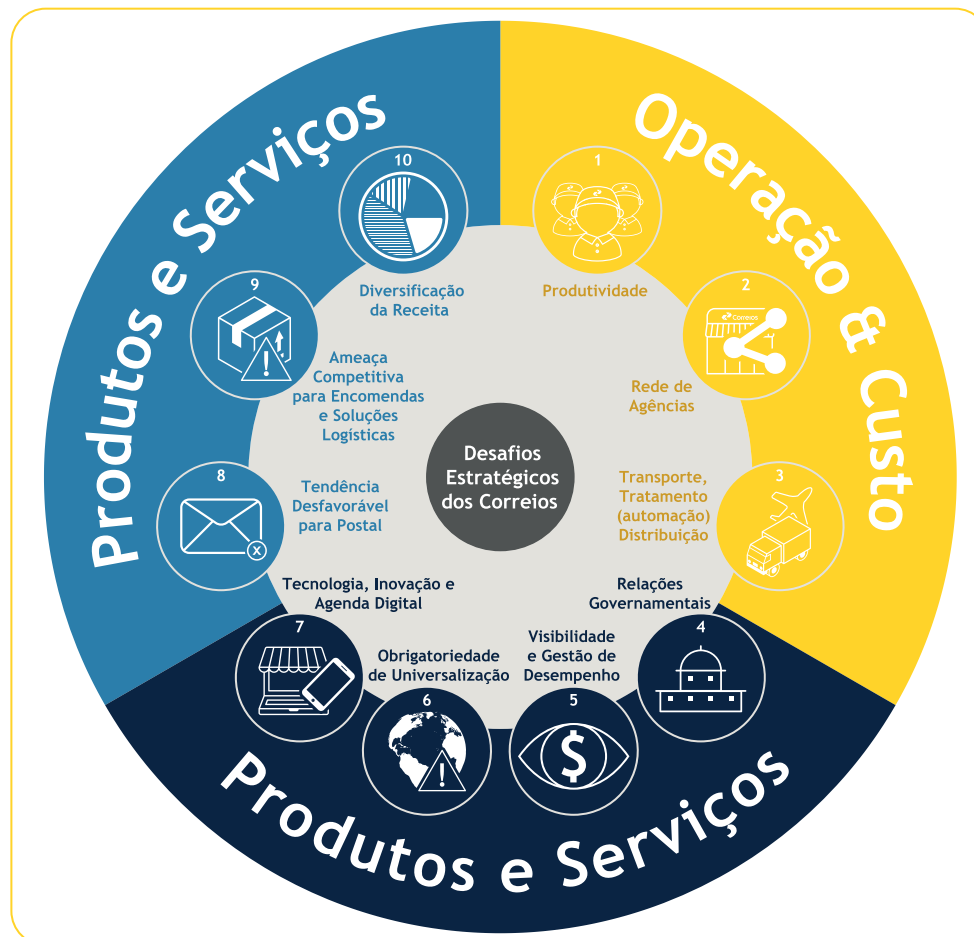 Produtos e Serviços
Operação & Custo
Produtos e Serviços
Desafios
Estratégicos
dos Correios
1
Produtividade
2
Correios
Rede de
Agências
3
Transporte,
Tratamento
(automação)
Distribuição
4
Relações
Governamentais
5
$
Visibilidade
e Gestão de
Desempenho
6
!
Obrigatoriedade
de Universalização
7
Tecnologia, Inovação e
Agenda Digital
8
X
Tendência
Desfavorável
para Postal
9
!
Ameaça
Competitiva
para Encomendas
e Soluções
Logísticas
10
Diversificação
da Receita